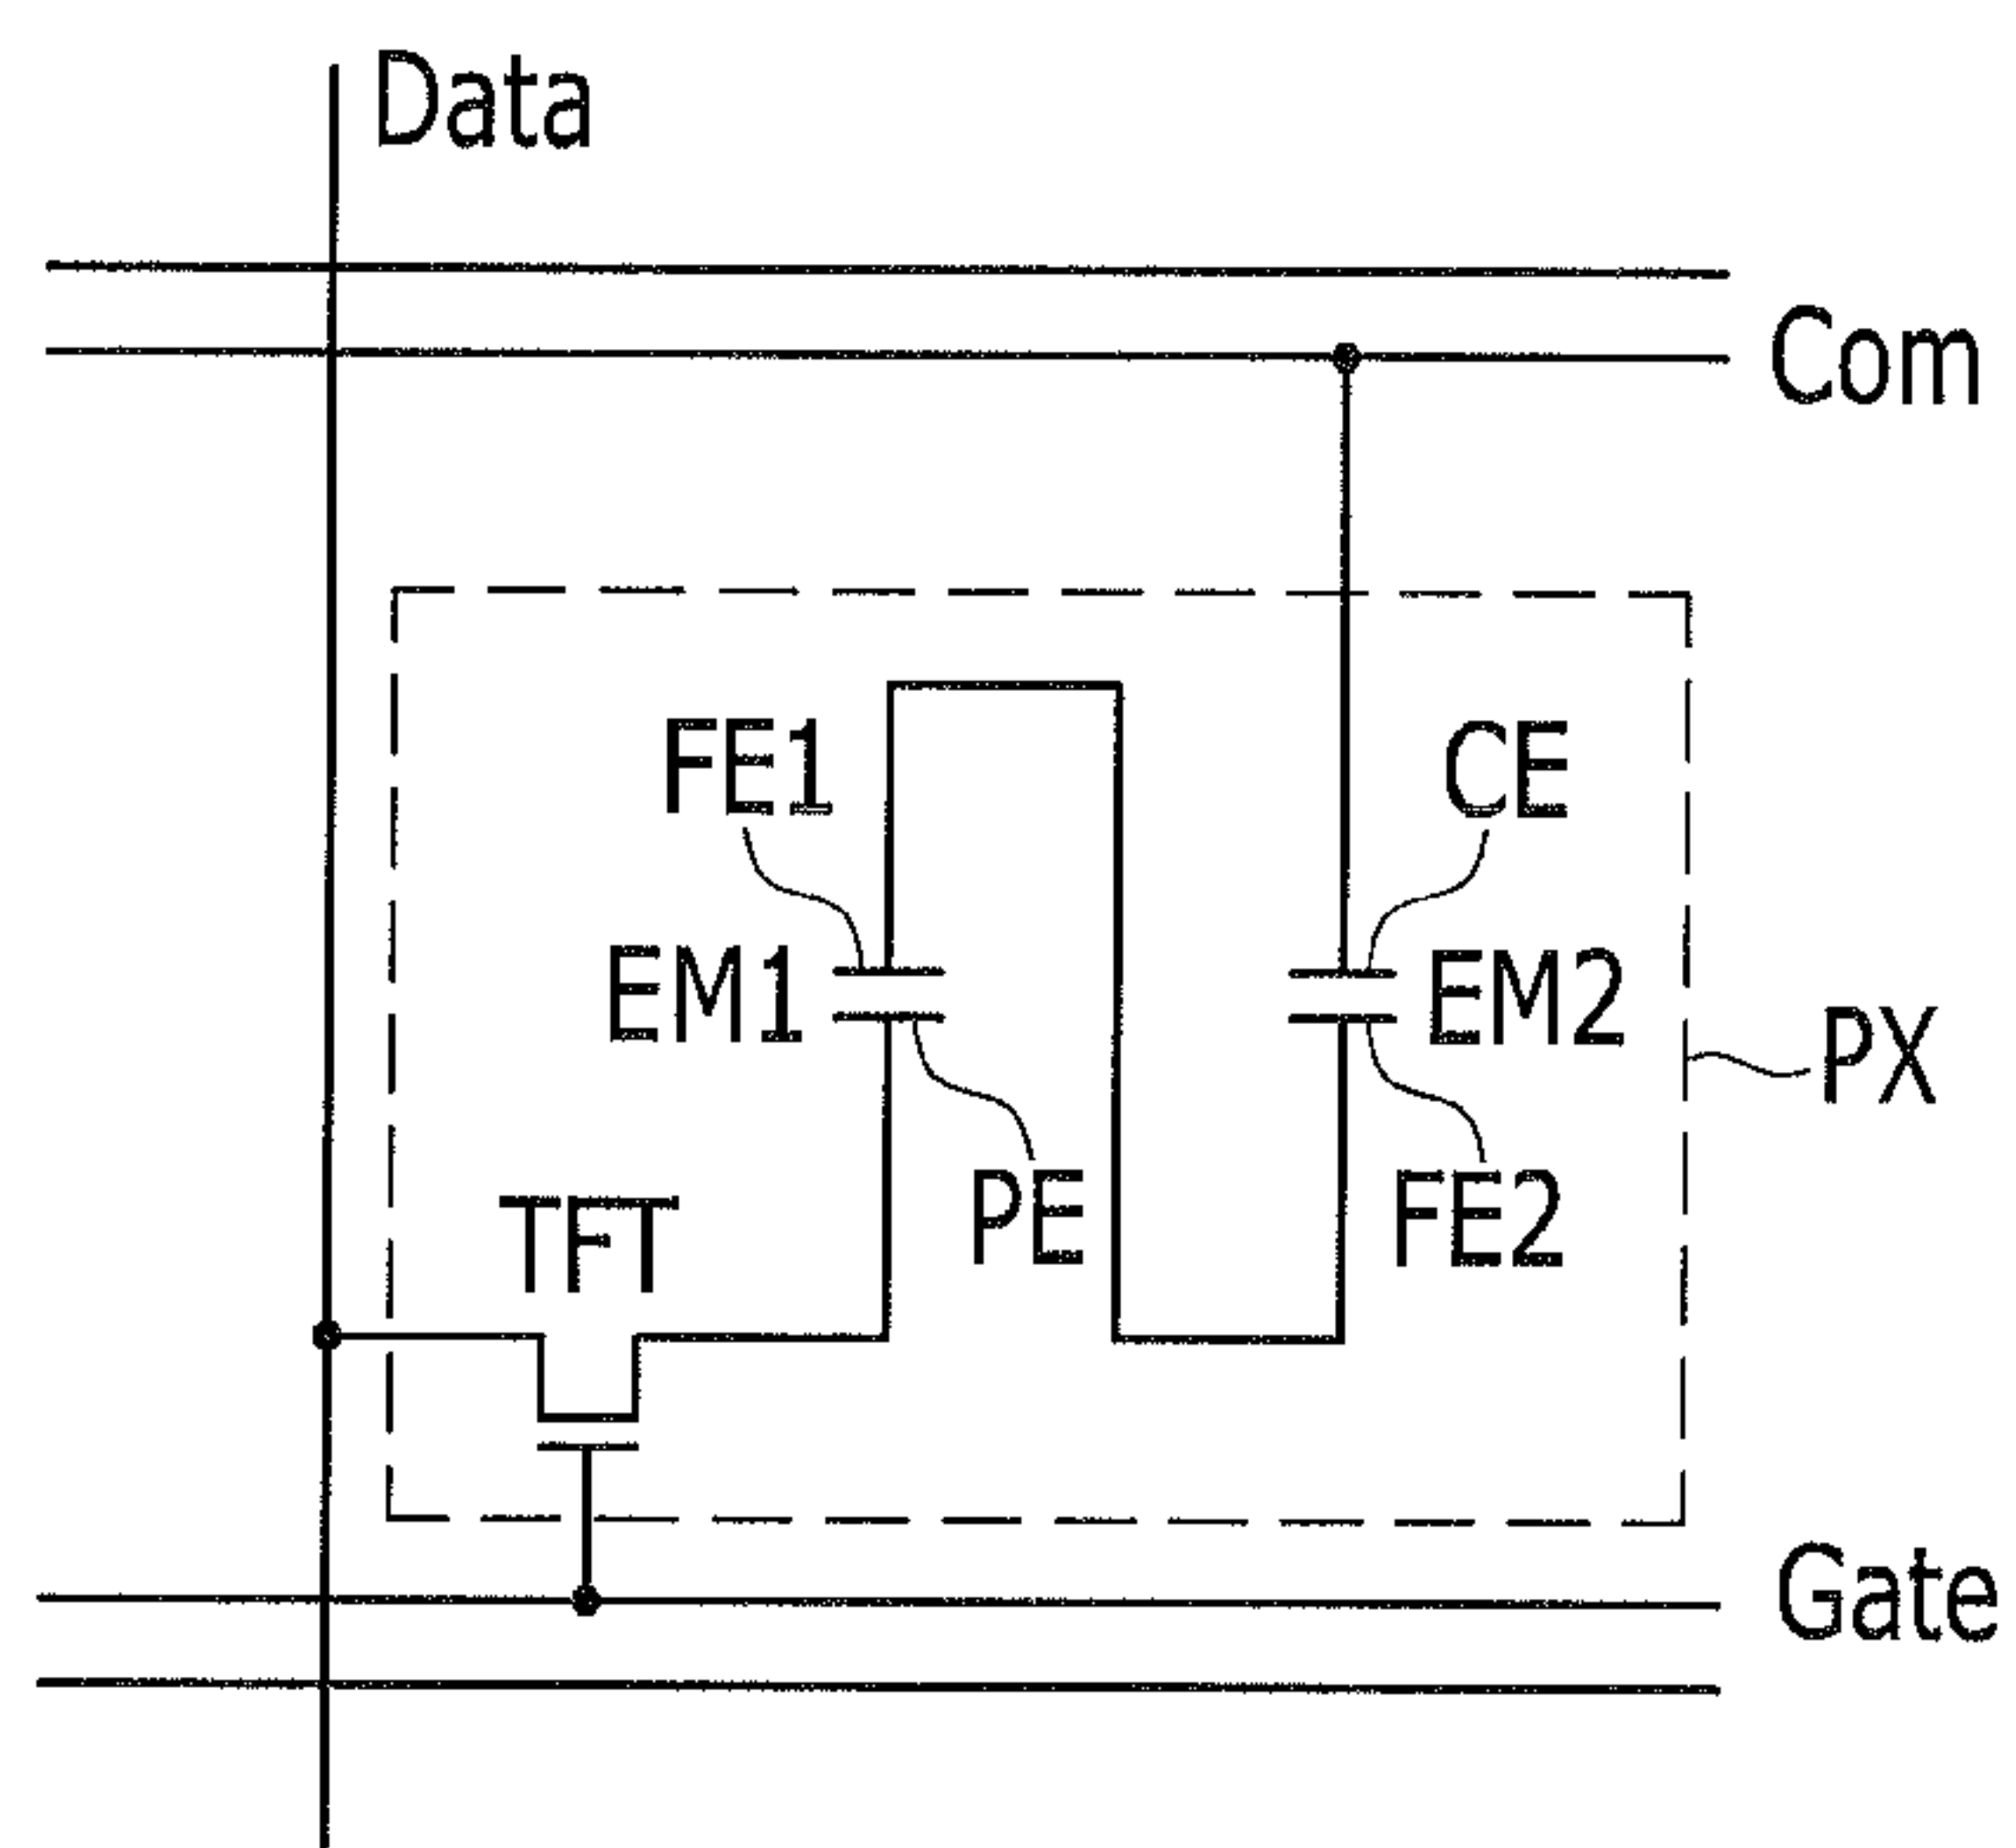 Data
Com
FE1
CE
EM1
EM2
PX
PE
FE2
TFT
Gate